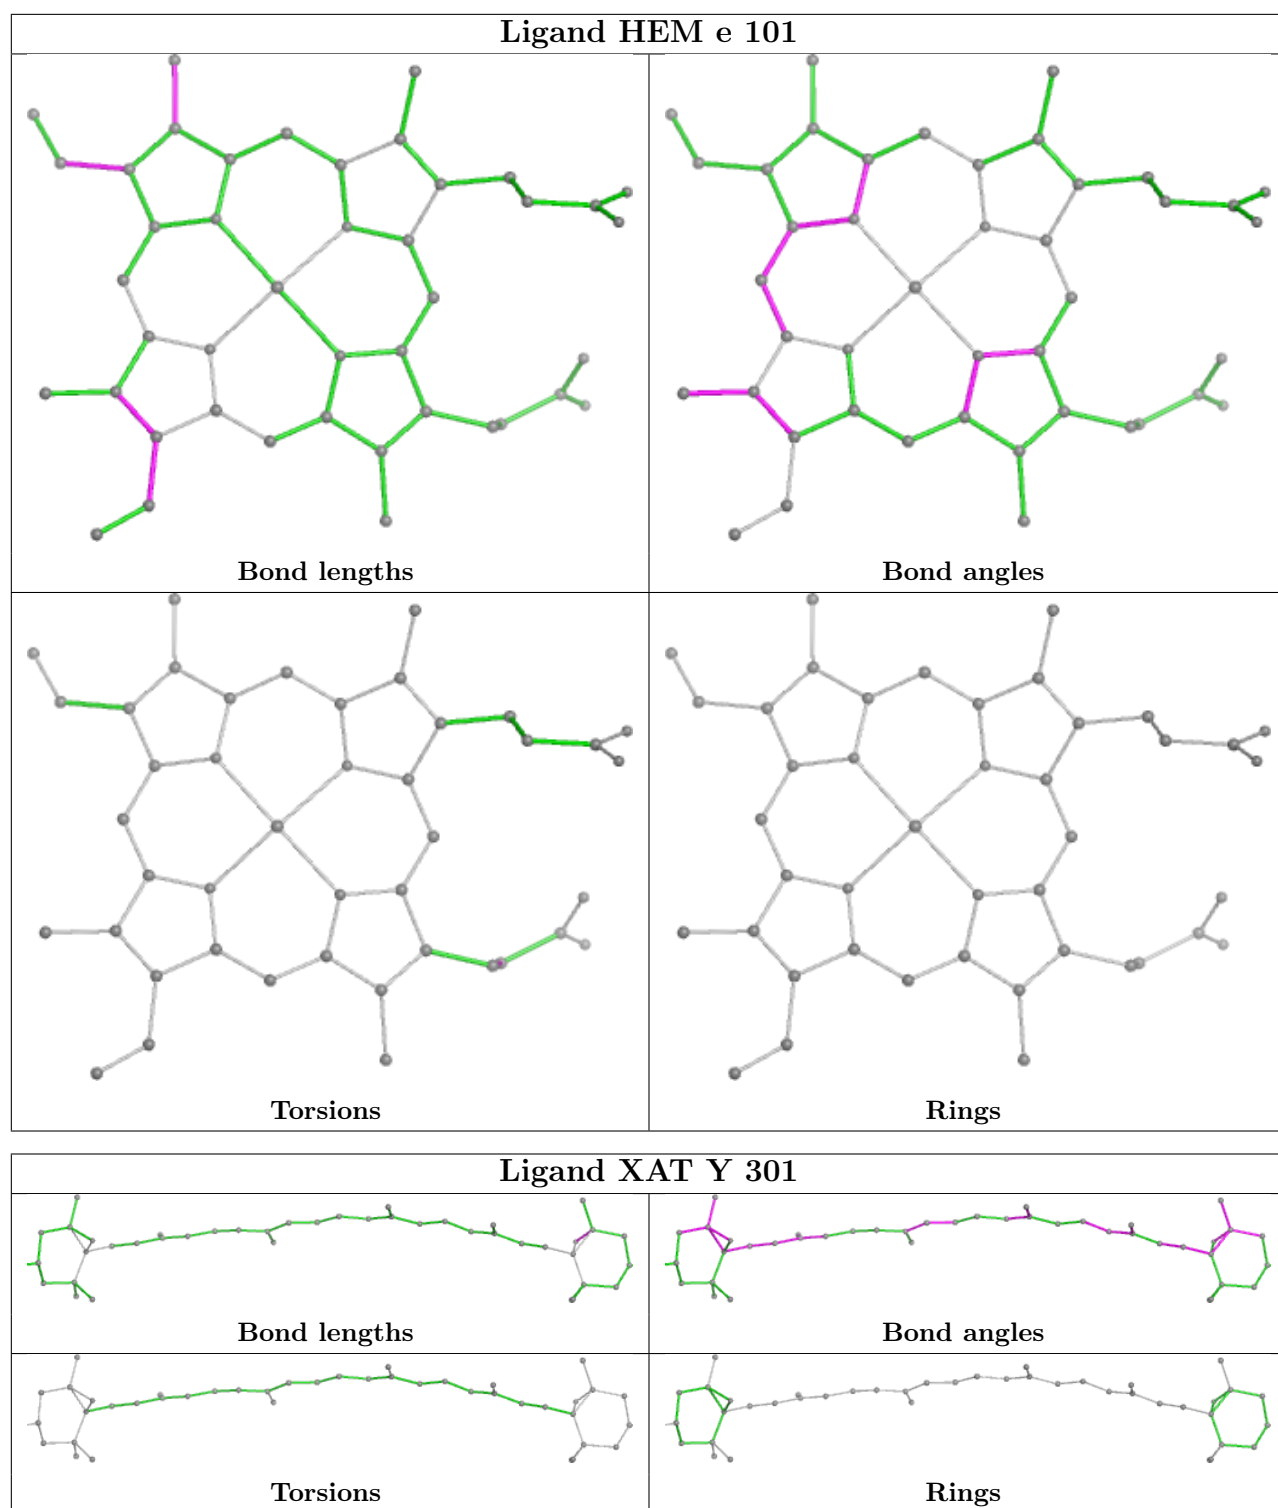 Ligand HEM e 101
Bond lengths
Bond angles
Torsions
Rings
Ligand XAT Y 301
Bond lengths
Bond angles
Torsions
Rings